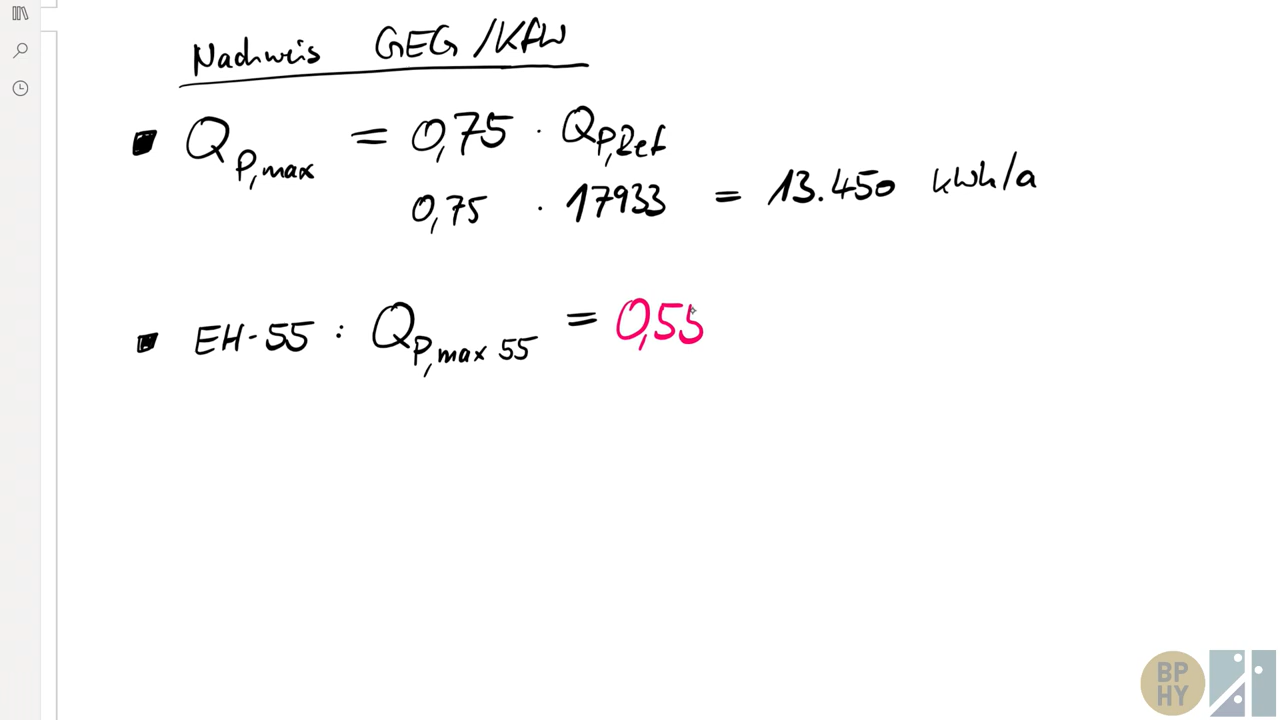 Nachweis GEG/KfW
Q P,max = 0,75 · Q P,Ref
0,75 · 17933 = 13.450 kWh/a
EH-55 : Q P,max 55 = 0,55
BP
HY